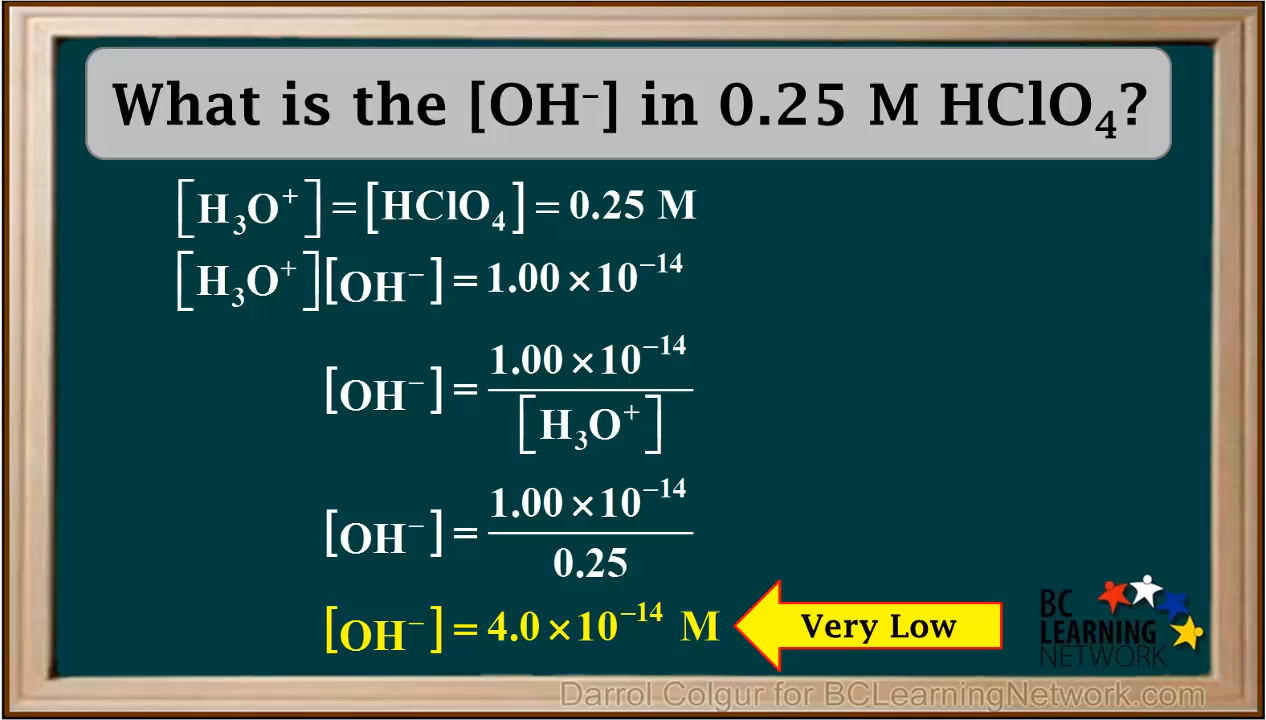 What is the [OH⁻] in 0.25 M HClO₄?
[H₃O⁺] = [HClO₄] = 0.25 M
[H₃O⁺][OH⁻] = 1.00 × 10⁻¹⁴
[OH⁻] = 1.00 × 10⁻¹⁴ / [H₃O⁺]
[OH⁻] = 1.00 × 10⁻¹⁴ / 0.25
[OH⁻] = 4.0 × 10⁻¹⁴ M
Very Low
BC
LEARNING
NETWORK
Darrol Colgur for BCLearningNetwork.com